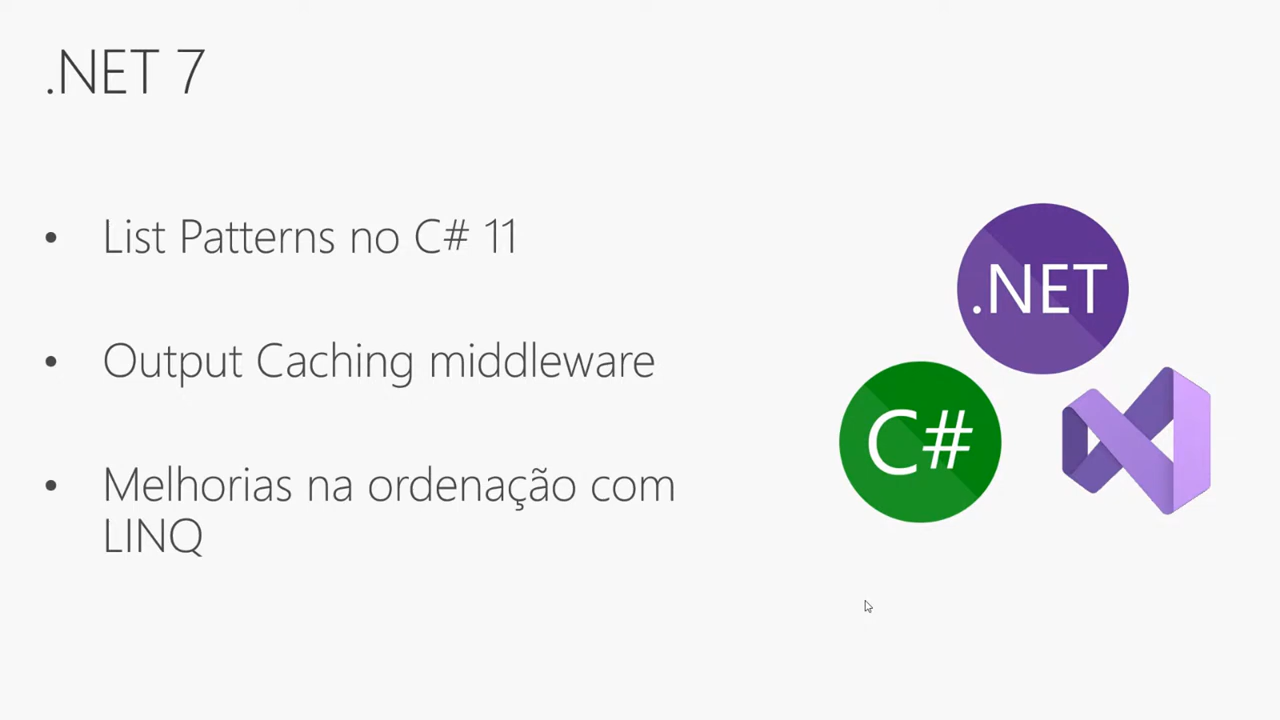 .NET 7
• List Patterns no C# 11
• Output Caching middleware
• Melhorias na ordenação com
LINQ
.NET
C#